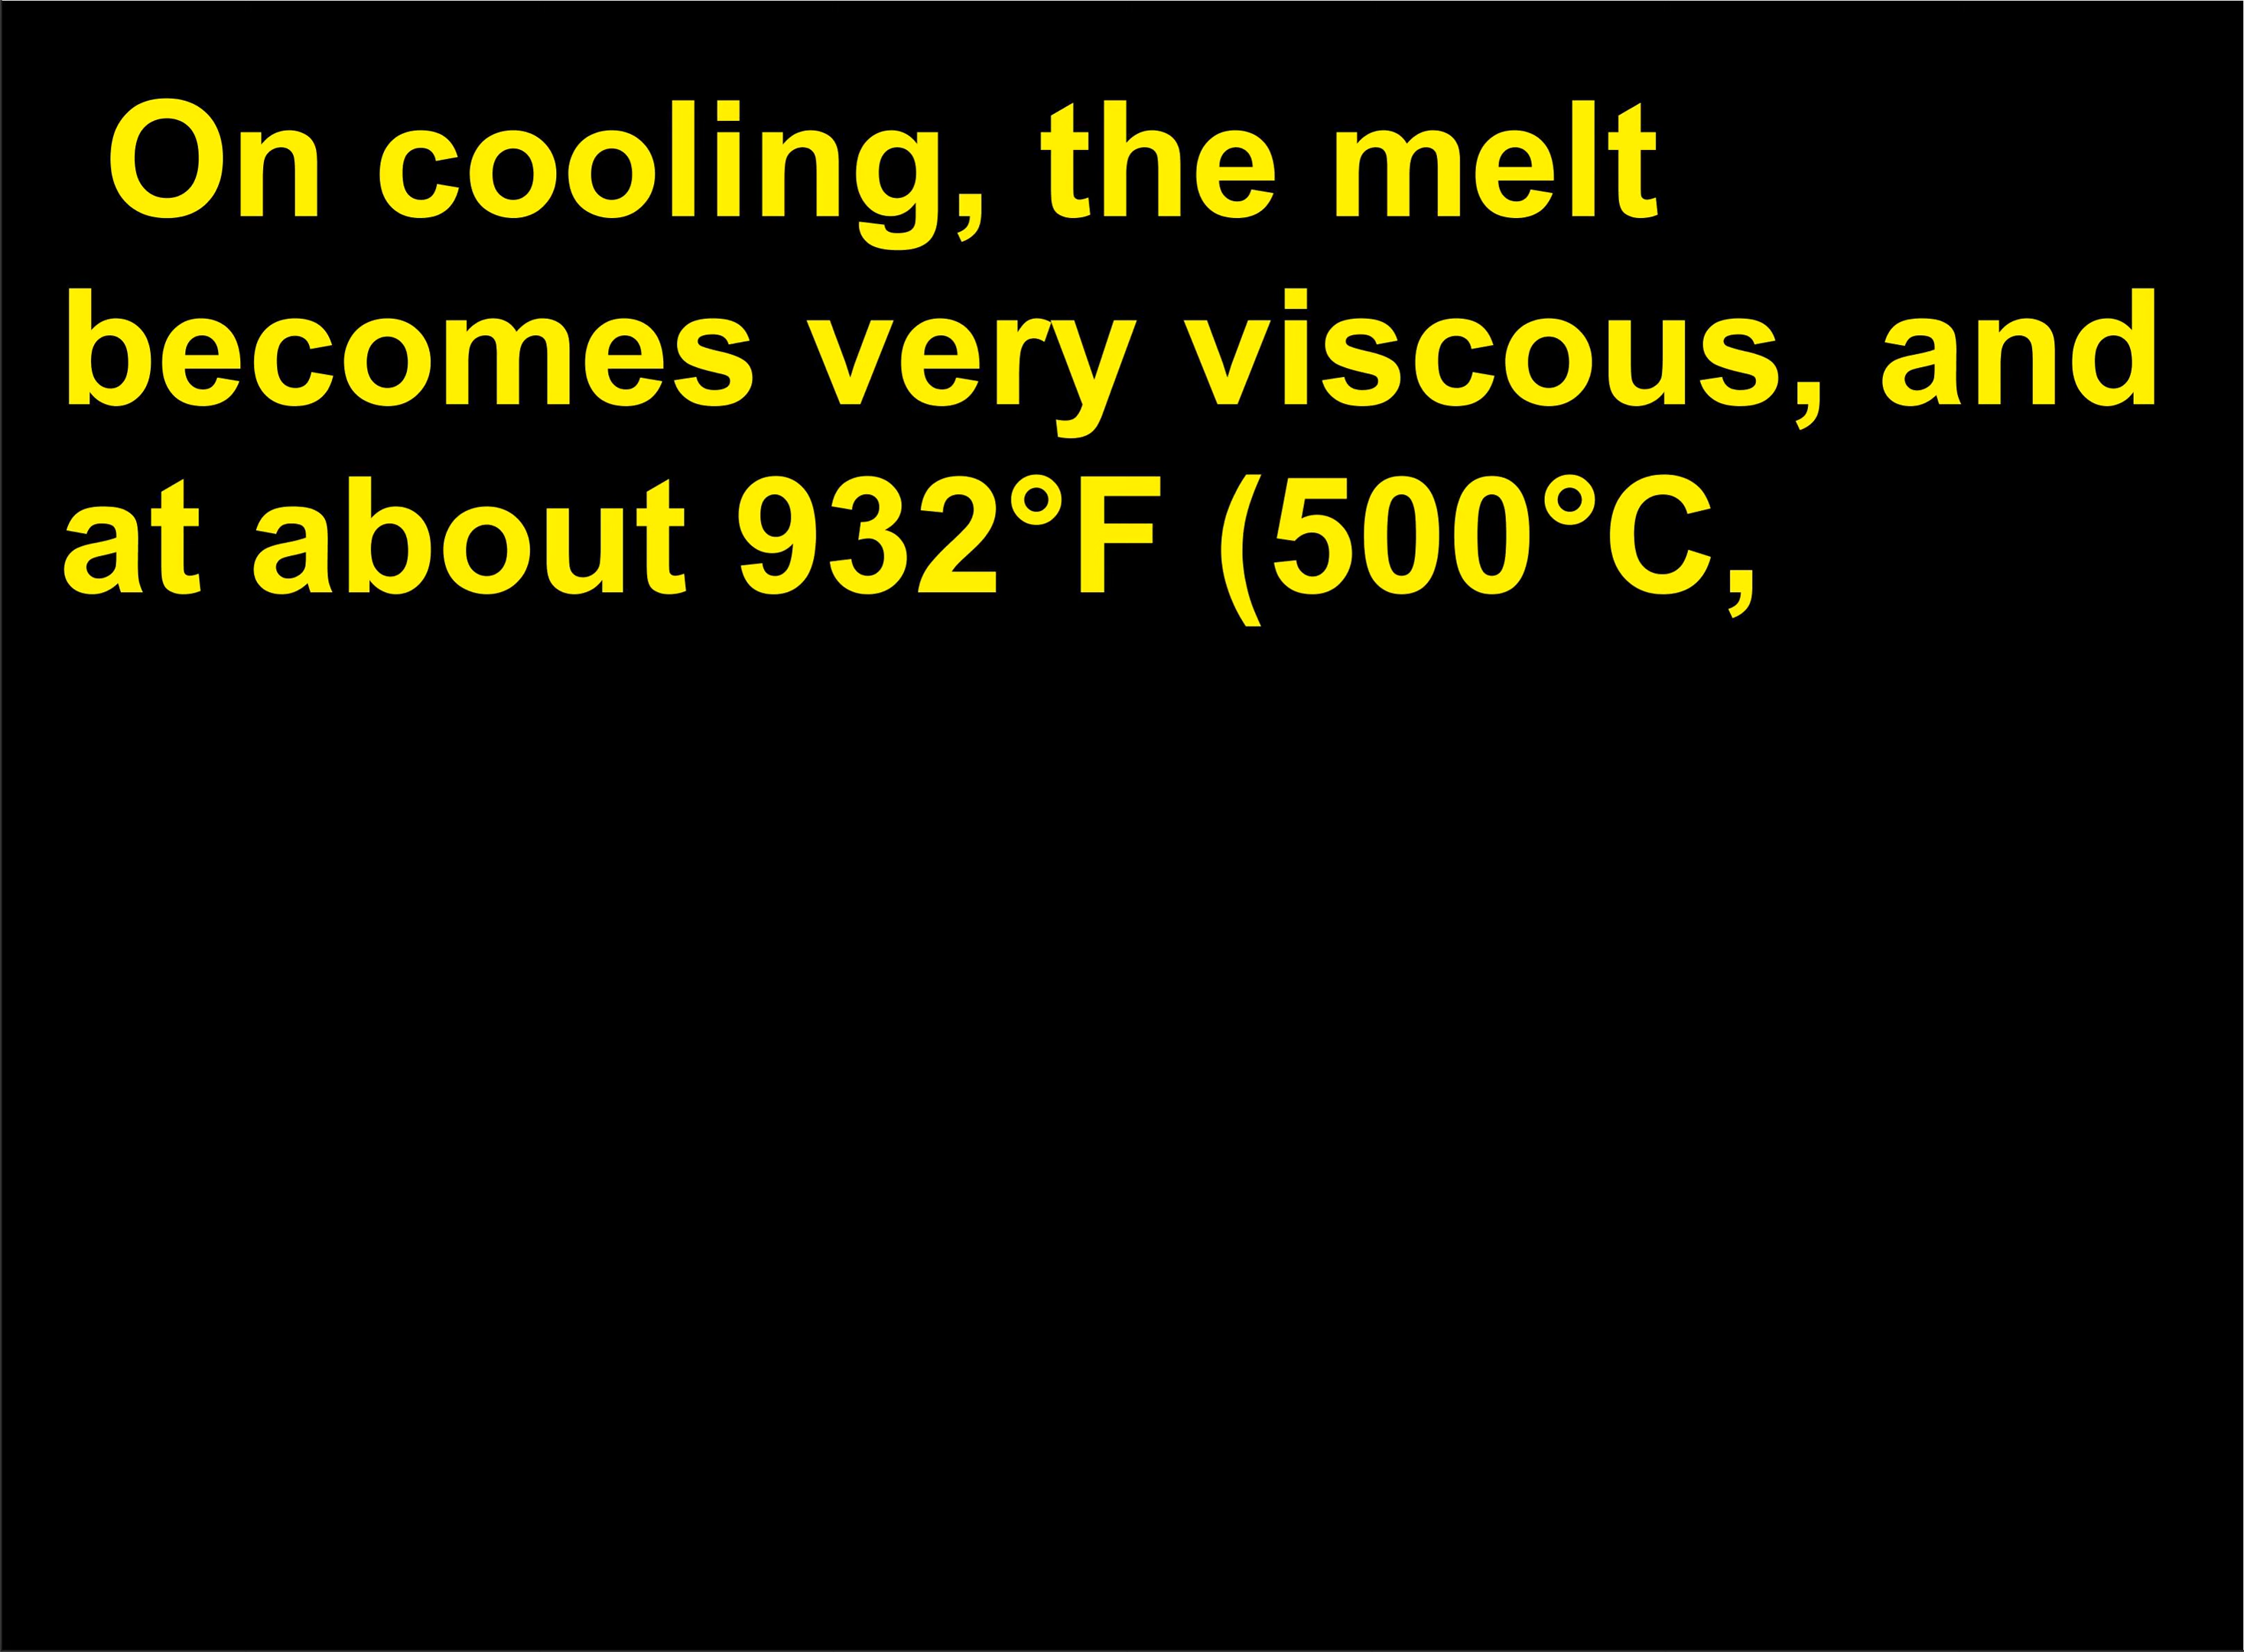 On cooling, the melt
becomes very viscous, and
at about 932°F (500°C,